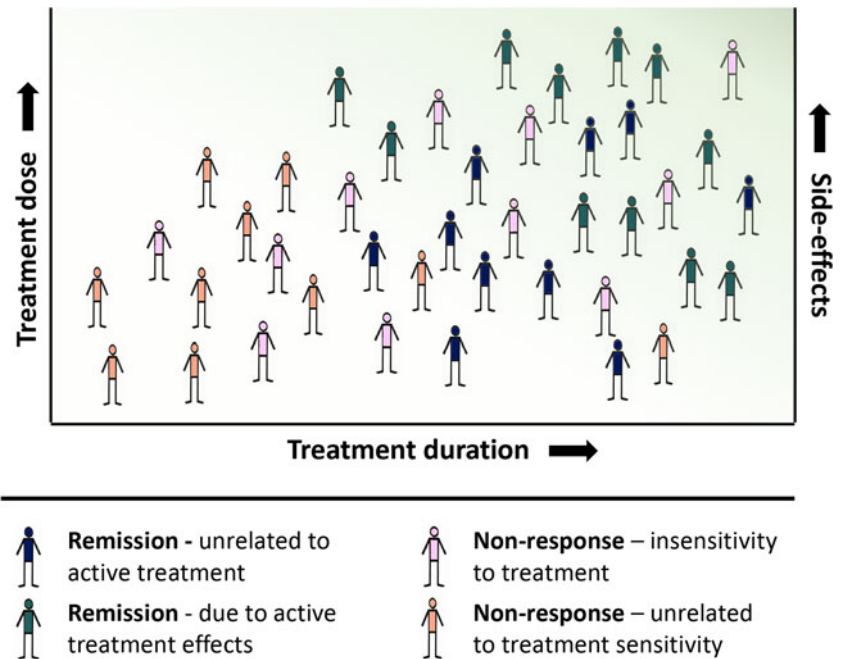 Treatment dose
Side-effects
Treatment duration
Remission - unrelated to
active treatment
Remission - due to active
treatment effects
Non-response – insensitivity
to treatment
Non-response – unrelated
to treatment sensitivity